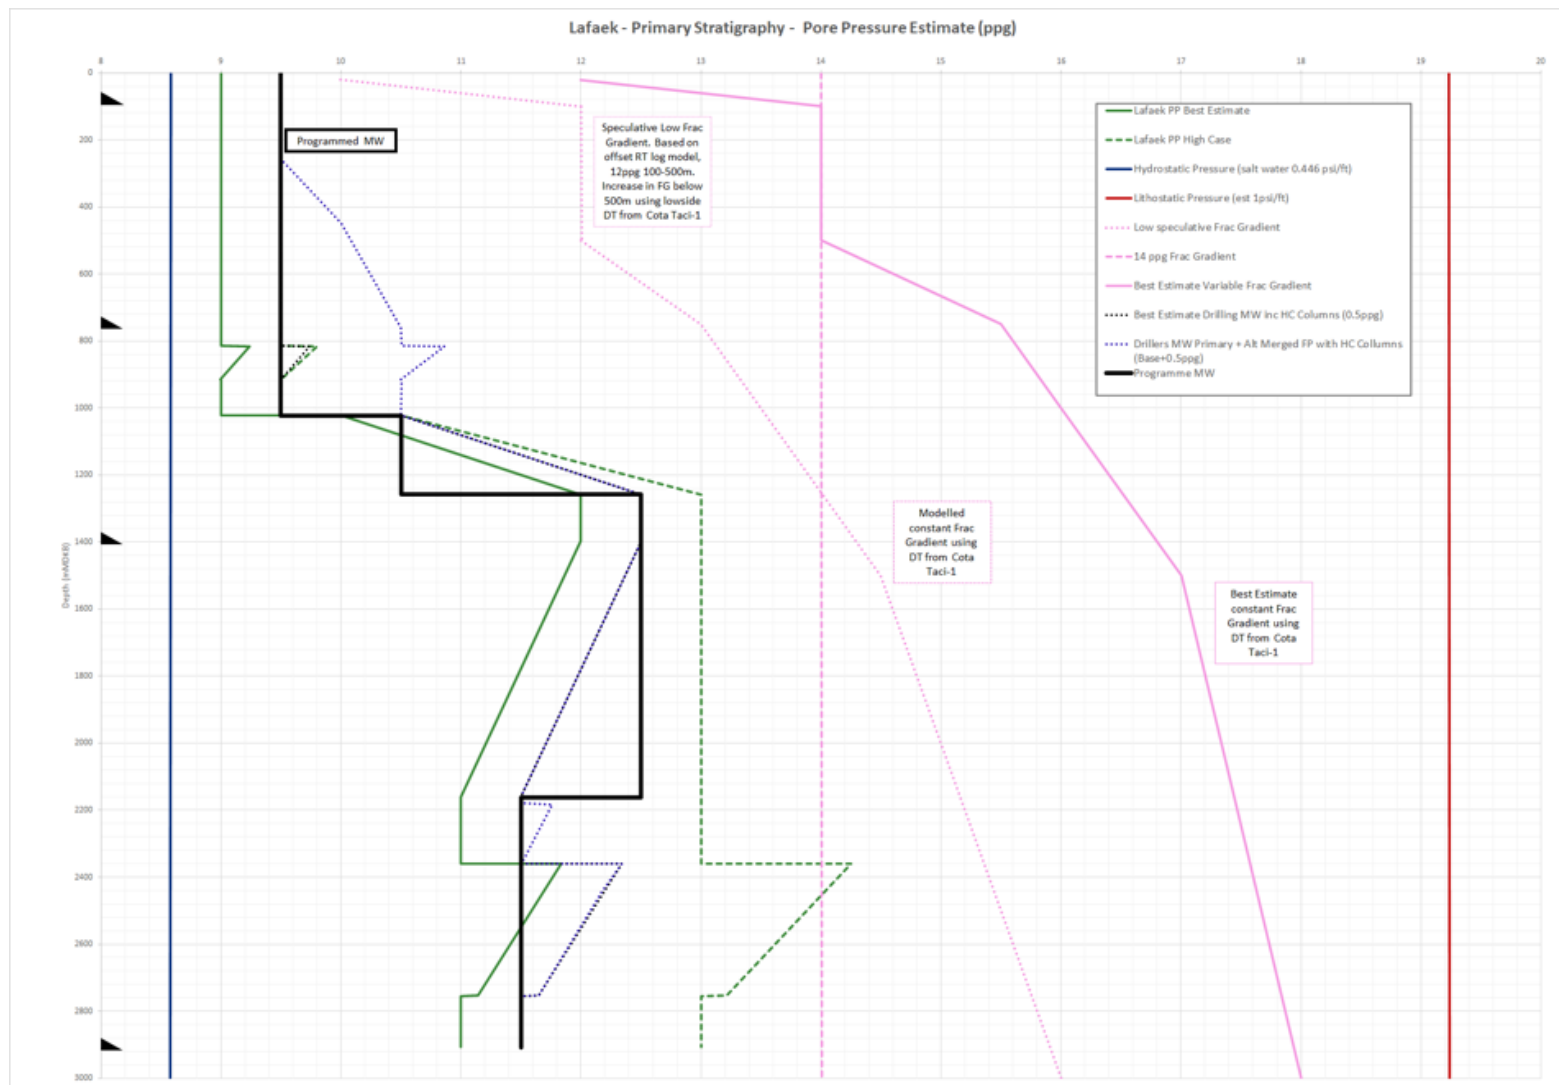 Lafaek - Primary Stratigraphy - Pore Pressure Estimate (ppg)
8 9 10 11 12 13 14 15 16 17 18 19 20
0
200
400
600
800
1000
1200
1400
1600
1800
2000
2200
2400
2600
2800
3000
Depth (mMDKB)
Programmed MW
Speculative Low Frac
Gradient. Based on
offset RT log model,
12ppg 100-500m.
Increase in FG below
500m using lowside
DT from Cota Taci-1
Lafaek PP Best Estimate
Lafaek PP High Case
Hydrostatic Pressure (salt water 0.446 psi/ft)
Lithostatic Pressure (est 1psi/ft)
Low speculative Frac Gradient
14 ppg Frac Gradient
Best Estimate Variable Frac Gradient
Best Estimate Drilling MW inc HC Columns (0.5ppg)
Drillers MW Primary + Alt Merged FP with HC Collumns
(Base+0.5ppg)
Programme MW
Modelled
constant Frac
Gradient using
DT from Cota
Taci-1
Best Estimate
constant Frac
Gradient using
DT from Cota
Taci-1